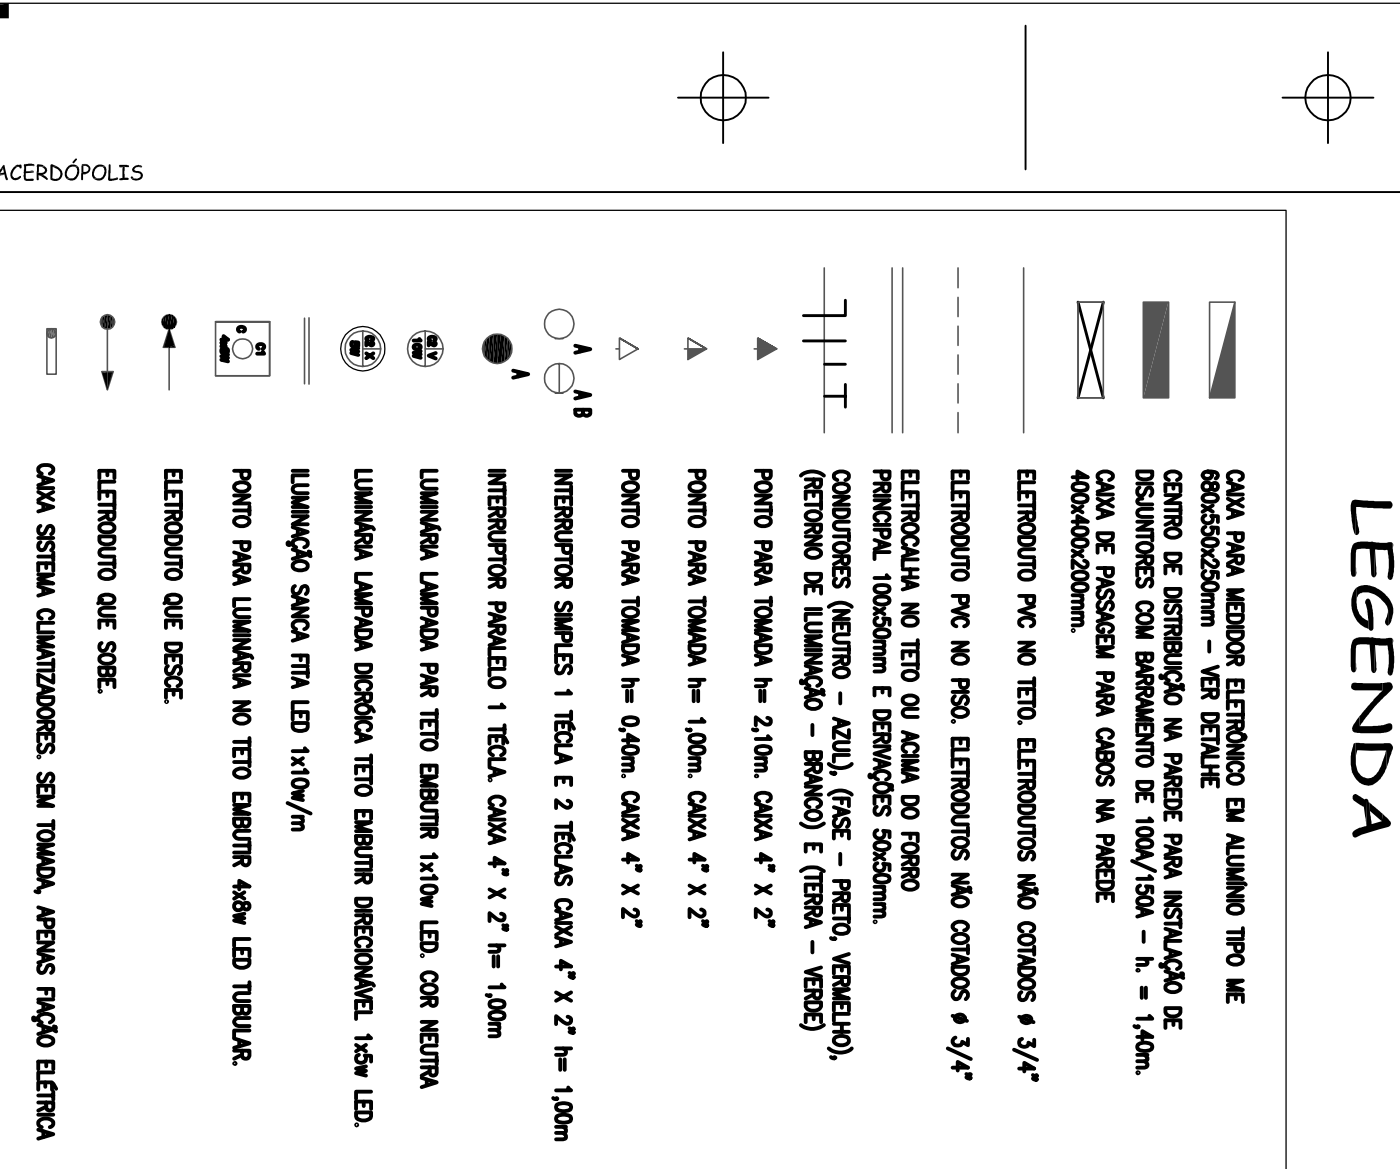 ACERDÓPOLIS
LEGENDA
CAIXA PARA MEDIDOR ELETRÔNICO EM ALUMÍNIO TIPO ME
680x550x250mm – VER DETALHE
CENTRO DE DISTRIBUIÇÃO NA PAREDE PARA INSTALAÇÃO DE
DISJUNTORES COM BARRAMENTO DE 100A/150A – h. = 1,40m.
CAIXA DE PASSAGEM PARA CABOS NA PAREDE
400x400x200mm.
ELETRODUTO PVC NO TETO. ELETRODUTOS NÃO COTADOS ø 3/4"
ELETRODUTO PVC NO PISO. ELETRODUTOS NÃO COTADOS ø 3/4"
ELETROCALHA NO TETO OU ACIMA DO FORRO
PRINCIPAL 100x50mm E DERIVAÇÕES 50x50mm.
CONDUTORES (NEUTRO – AZUL), (FASE – PRETO, VERMELHO),
(RETORNO DE ILUMINAÇÃO – BRANCO) E (TERRA – VERDE)
PONTO PARA TOMADA h= 2,10m. CAIXA 4" X 2"
PONTO PARA TOMADA h= 1,00m. CAIXA 4" X 2"
PONTO PARA TOMADA h= 0,40m. CAIXA 4" X 2"
A A B
INTERRUPTOR SIMPLES 1 TÉCLA E 2 TÉCLAS CAIXA 4" X 2" h= 1,00m
A
INTERRUPTOR PARALELO 1 TÉCLA. CAIXA 4" X 2" h= 1,00m
C2 V
10W
LUMINÁRIA LAMPADA PAR TETO EMBUTIR 1x10w LED. COR NEUTRA
C2 X
5W
LUMINÁRIA LAMPADA DICRÓICA TETO EMBUTIR DIRECIONÁVEL 1x5w LED.
ILUMINAÇÃO SANCA FITA LED 1x10w/m
C1
C 4x8W
PONTO PARA LUMINÁRIA NO TETO EMBUTIR 4x8w LED TUBULAR.
ELETRODUTO QUE DESCE.
ELETRODUTO QUE SOBE.
CAIXA SISTEMA CLIMATIZADORES. SEM TOMADA, APENAS FIAÇÃO ELÉTRICA